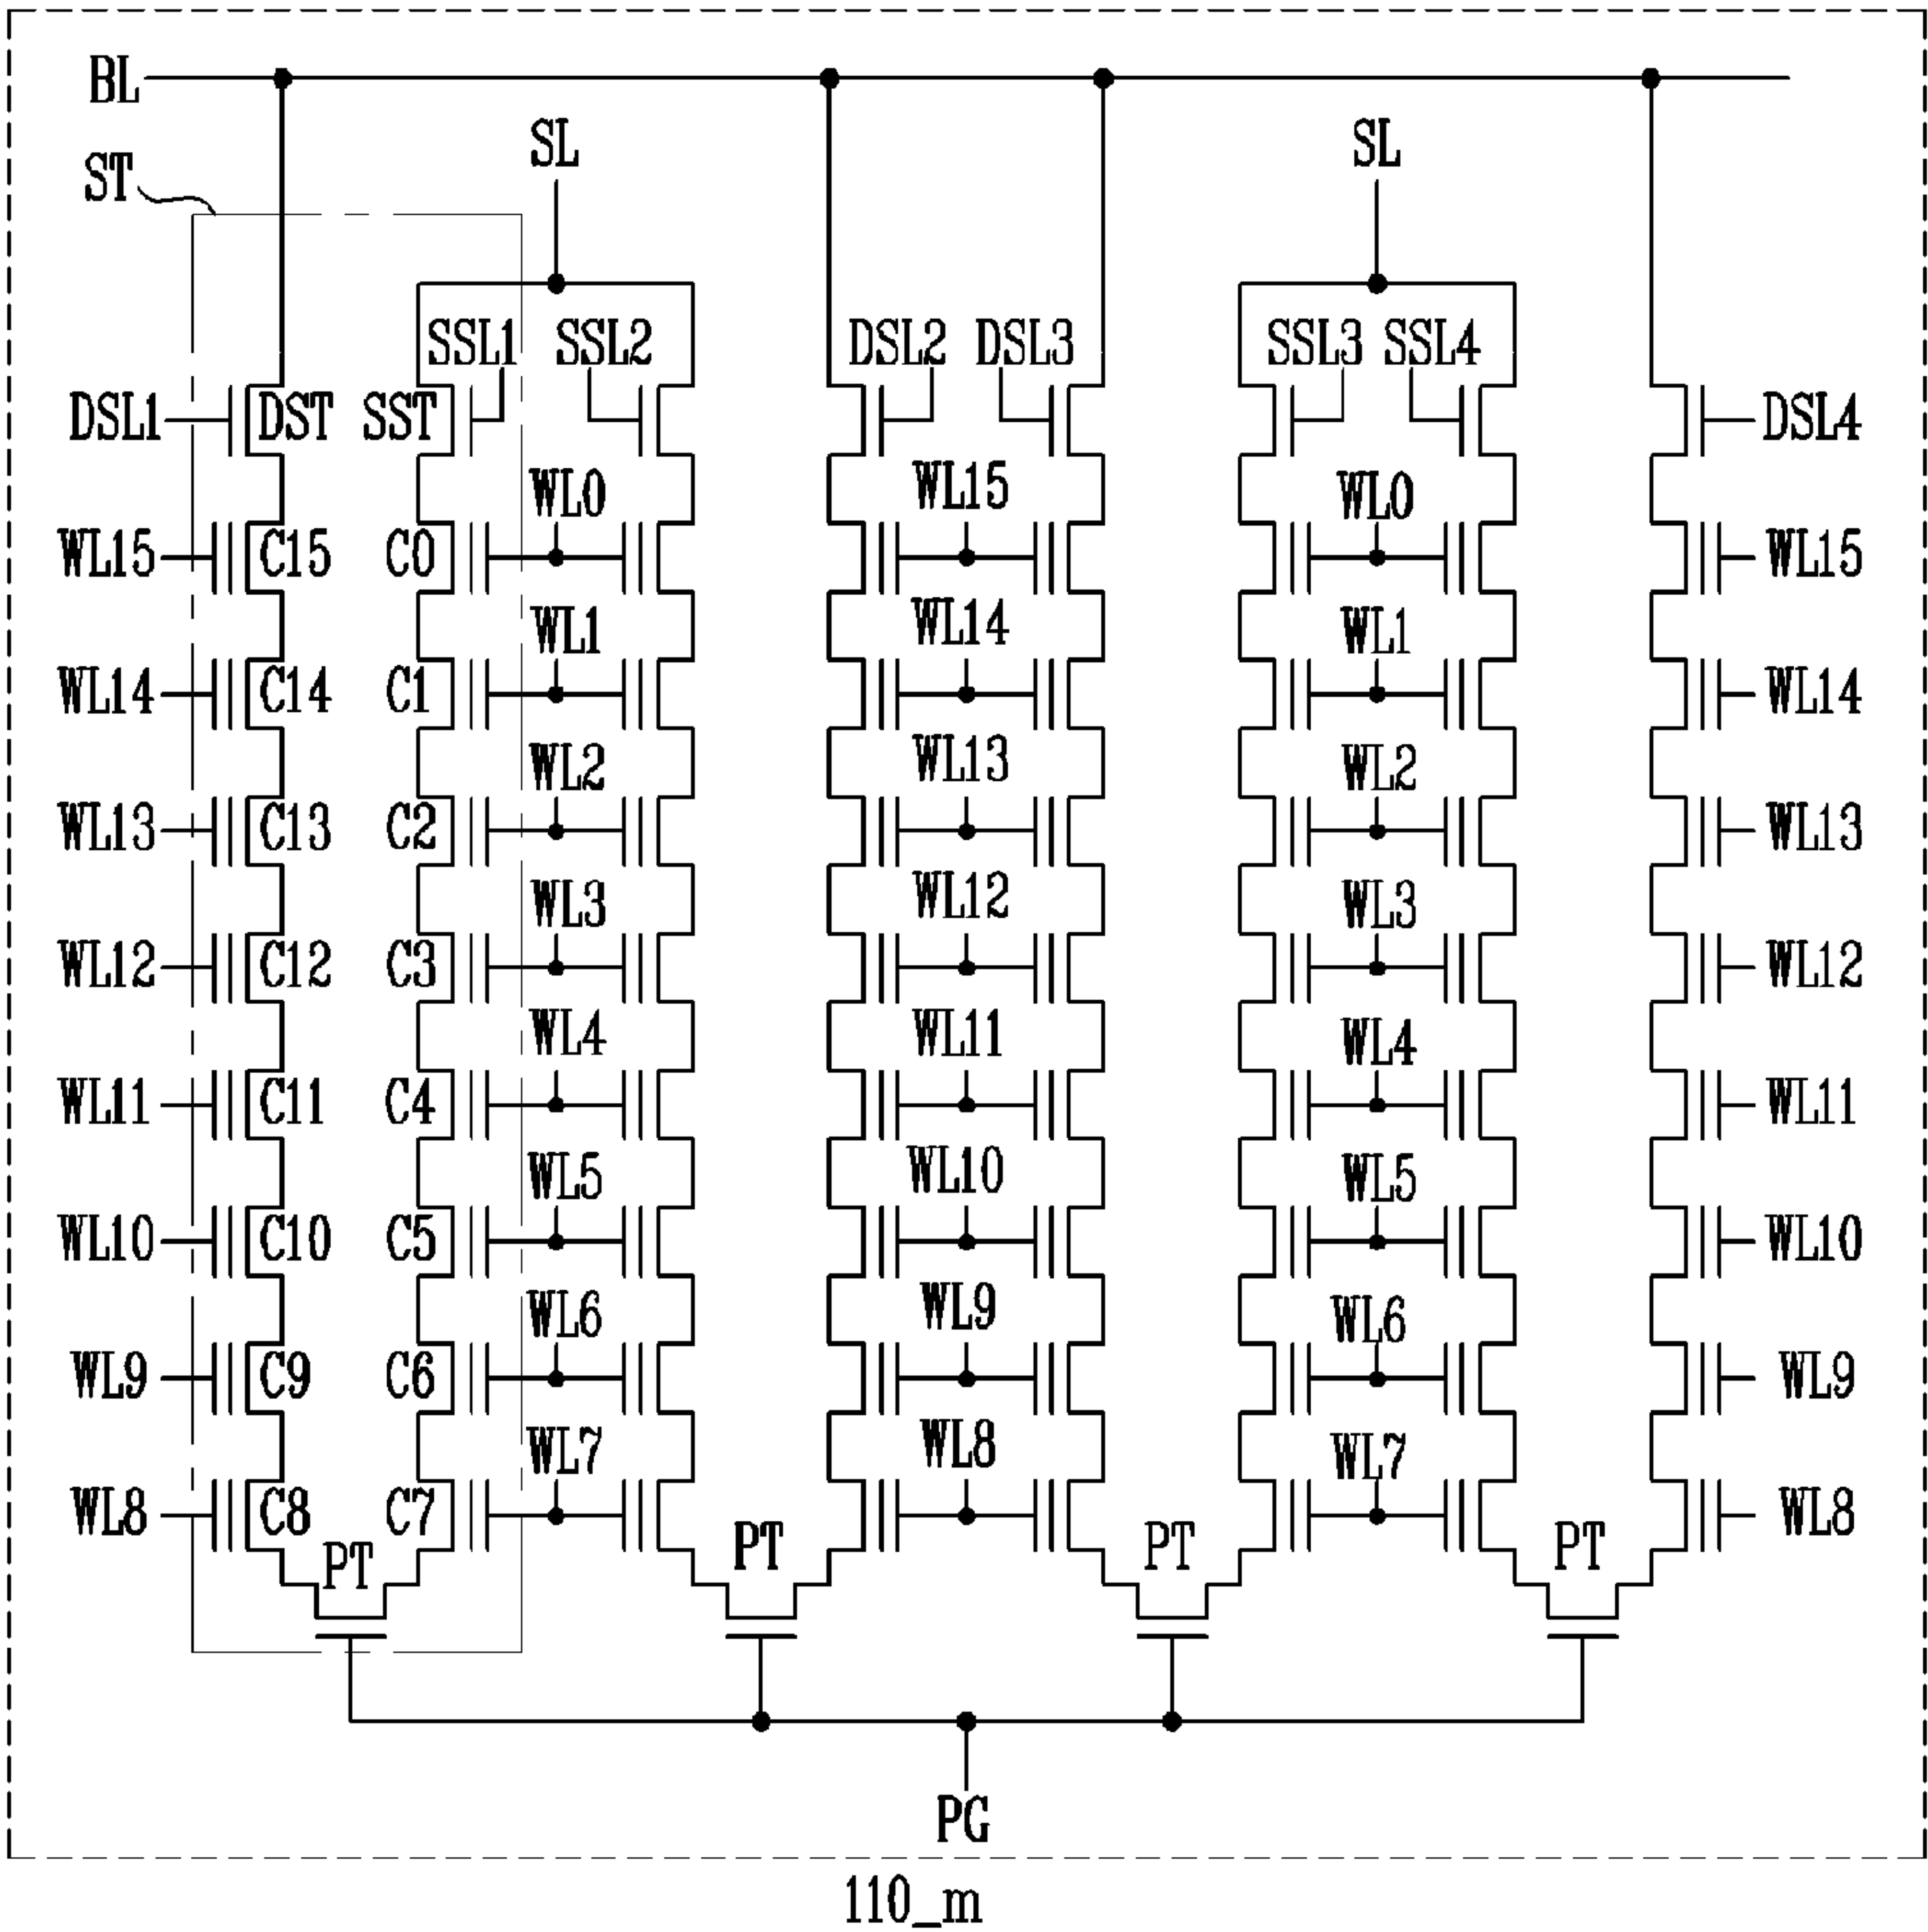 BL
SL SL
ST
SSL1 SSL2 DSL2 DSL3 SSL3 SSL4
DSL1 DST SST DSL4
WL0 WL15 WL0
WL15 C15 C0 WL15
WL1 WL14 WL1
WL14 C14 C1 WL14
WL2 WL13 WL2
WL13 C13 C2 WL13
WL3 WL12 WL3
WL12 C12 C3 WL12
WL4 WL11 WL4
WL11 C11 C4 WL11
WL5 WL10 WL5
WL10 C10 C5 WL10
WL6 WL9 WL6
WL9 C9 C6 WL9
WL7 WL8 WL7
WL8 C8 C7 WL8
PT PT PT PT
PG
110_m